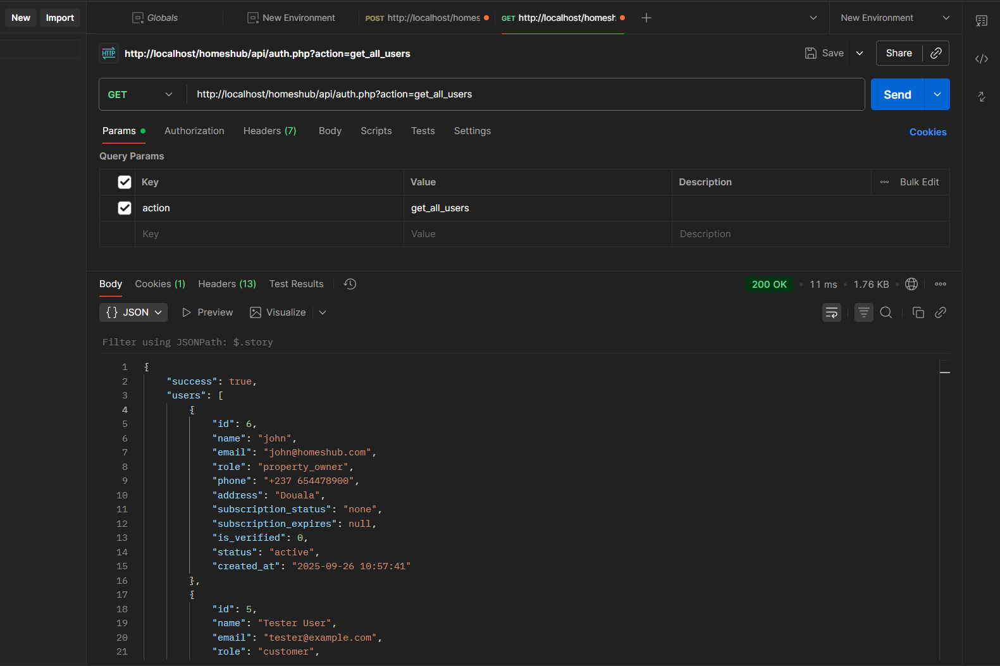 New Import
Globals New Environment POST http://localhost/homes GET http://localhost/homesh New Environment
HTTP http://localhost/homeshub/api/auth.php?action=get_all_users Save Share
GET http://localhost/homeshub/api/auth.php?action=get_all_users Send
Params Authorization Headers (7) Body Scripts Tests Settings Cookies
Query Params
Key Value Description Bulk Edit
action get_all_users
Key Value Description
Body Cookies (1) Headers (13) Test Results 200 OK • 11 ms • 1.76 KB •
{} JSON Preview Visualize
Filter using JSONPath: $.story
1 {
2 "success": true,
3 "users": [
4 {
5 "id": 6,
6 "name": "john",
7 "email": "john@homeshub.com",
8 "role": "property_owner",
9 "phone": "+237 654478900",
10 "address": "Douala",
11 "subscription_status": "none",
12 "subscription_expires": null,
13 "is_verified": 0,
14 "status": "active",
15 "created_at": "2025-09-26 10:57:41"
16 },
17 {
18 "id": 5,
19 "name": "Tester User",
20 "email": "tester@example.com",
21 "role": "customer",